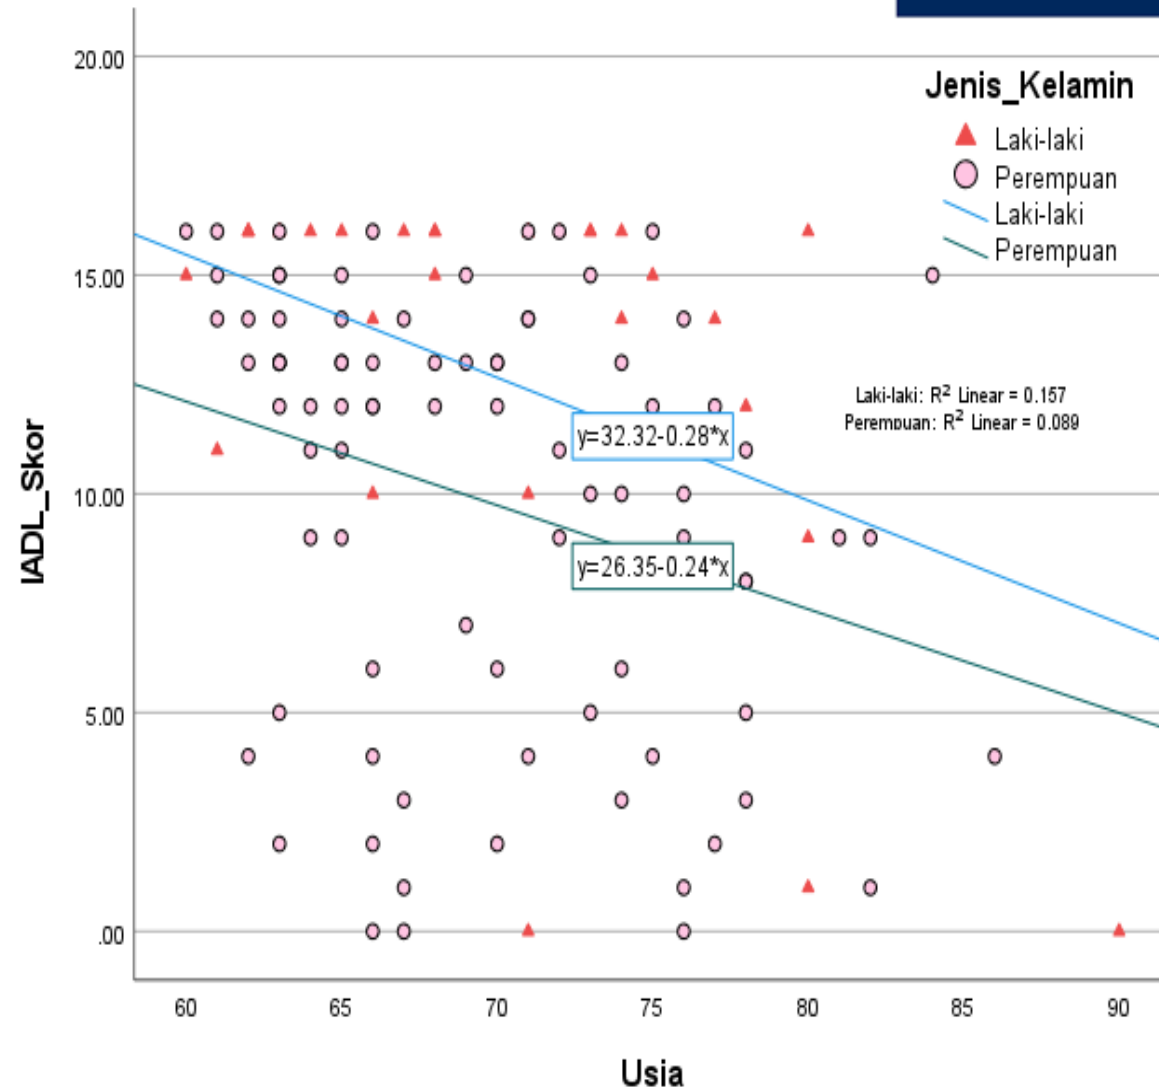 20.00
15.00
10.00
5.00
.00
IADL_Skor
60 65 70 75 80 85 90
Usia
Jenis_Kelamin
Laki-laki
Perempuan
Laki-laki
Perempuan
Laki-laki: R² Linear = 0.157
Perempuan: R² Linear = 0.089
y=32.32-0.28*x
y=26.35-0.24*x